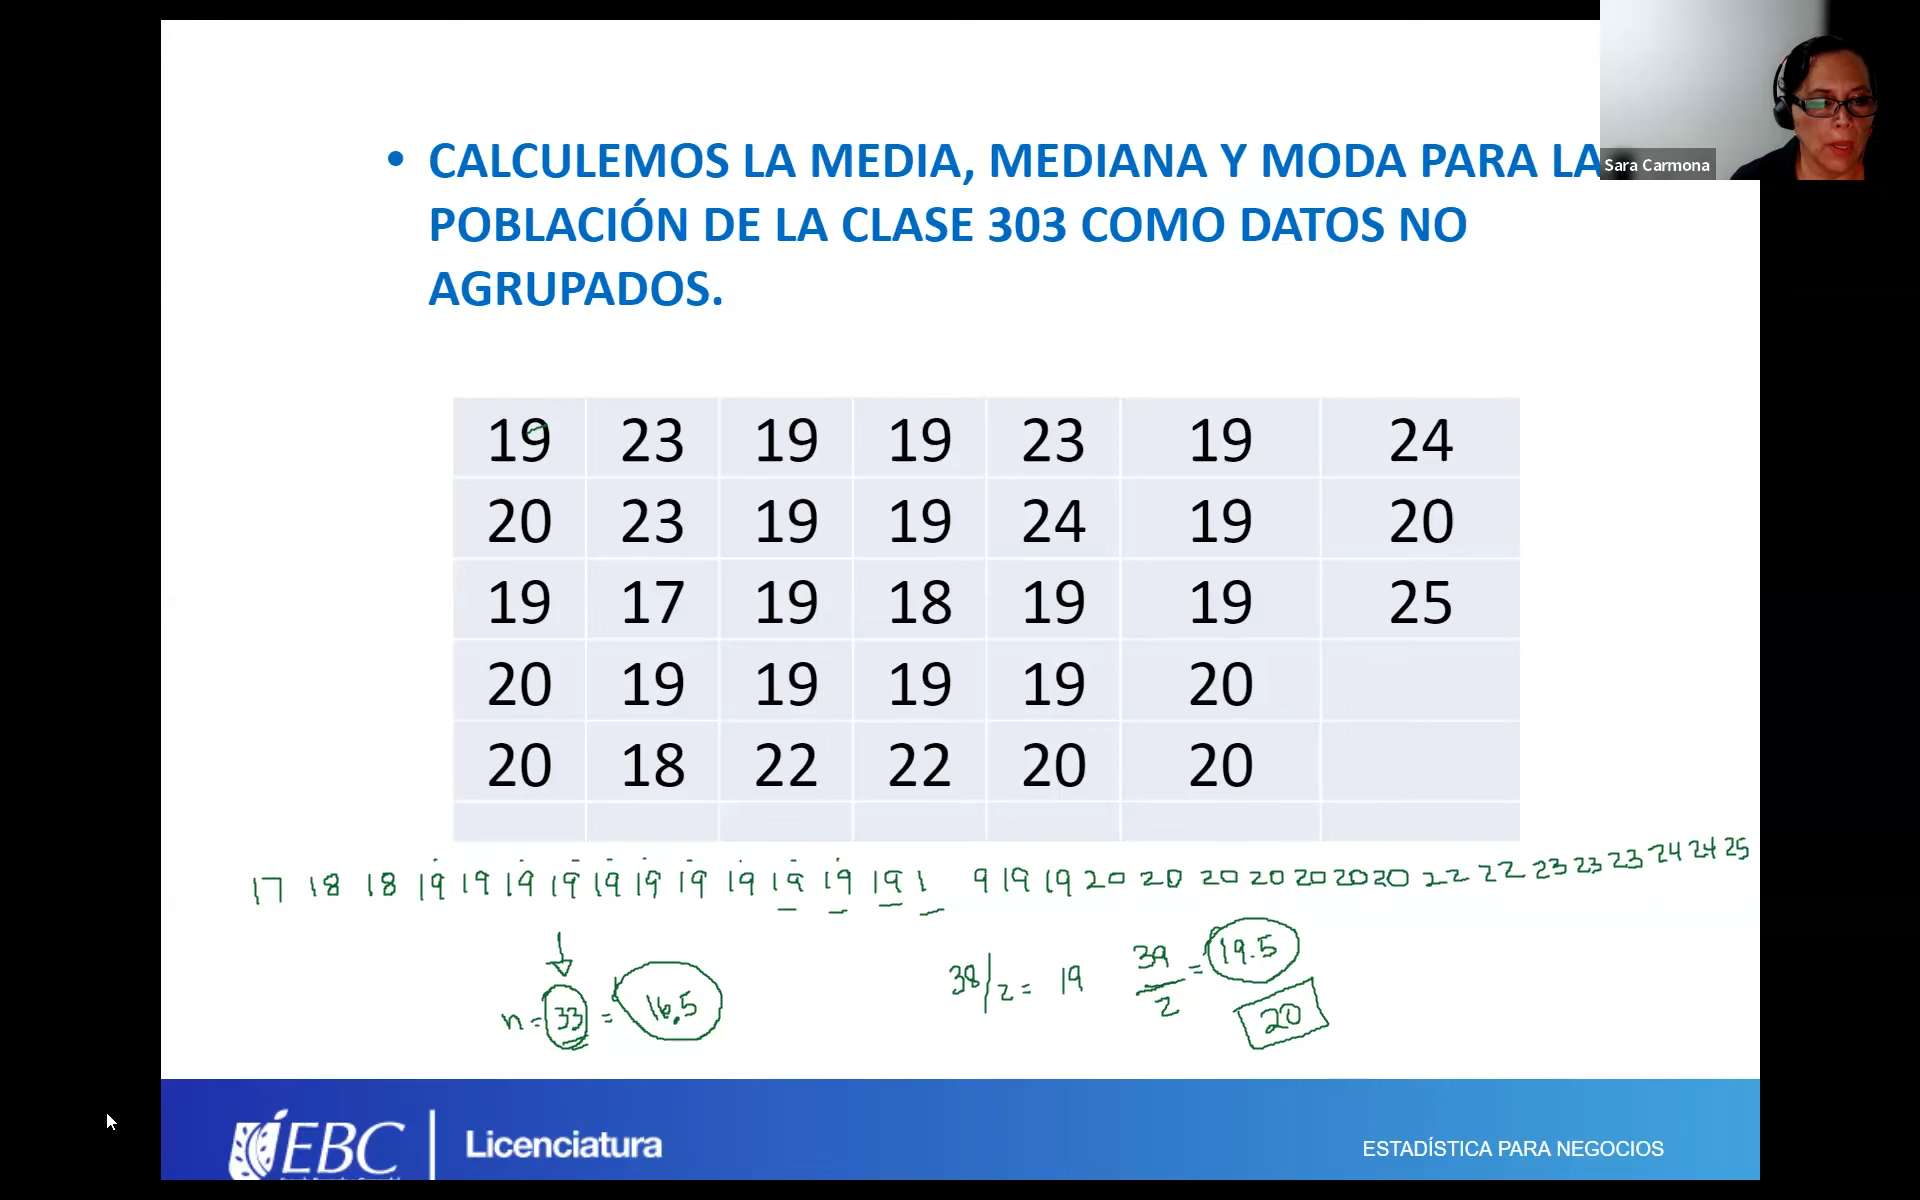 Sara Carmona
• CALCULEMOS LA MEDIA, MEDIANA Y MODA PARA LA
POBLACIÓN DE LA CLASE 303 COMO DATOS NO
AGRUPADOS.
19 23 19 19 23 19 24
20 23 19 19 24 19 20
19 17 19 18 19 19 25
20 19 19 19 19 20
20 18 22 22 20 20
17 18 18 19 19 19 19 19 19 19 19 19 19 19 1 9 19 19 20 20 20 20 20 20 20 22 22 23 23 23 24 24 25
n = 33 = 16.5
38/2 = 19
39/2 = 19.5
20
EBC
Licenciatura
ESTADÍSTICA PARA NEGOCIOS